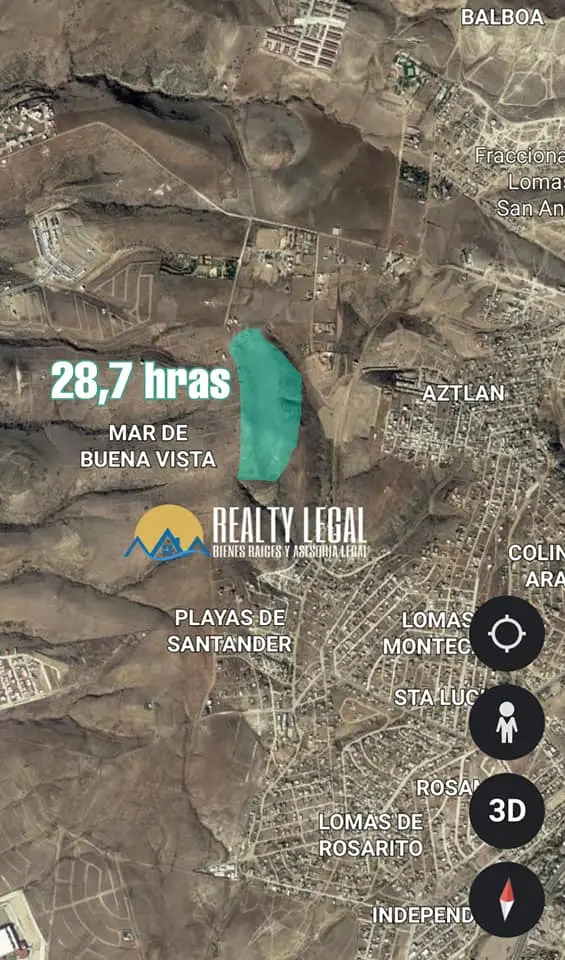 BALBOA
Fracciona
Lomas
San An
28,7 hras
AZTLAN
MAR DE
BUENA VISTA
REALTY LEGAL
BIENES RAICES Y ASESORIA LEGAL
COLIN
ARA
PLAYAS DE
SANTANDER
LOMAS
MONTEC
STA LUC
ROSAM
3D
LOMAS DE
ROSARITO
INDEPEND